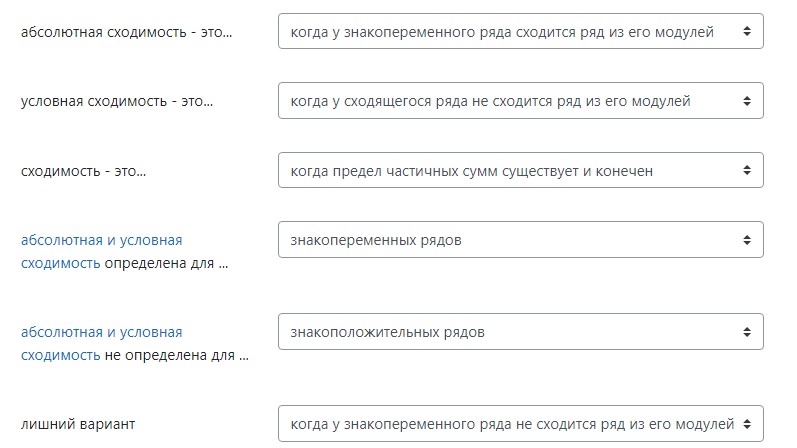 абсолютная сходимость - это...
когда у знакопеременного ряда сходится ряд из его модулей
условная сходимость - это...
когда у сходящегося ряда не сходится ряд из его модулей
сходимость - это...
когда предел частичных сумм существует и конечен
абсолютная и условная
сходимость определена для ...
знакопеременных рядов
абсолютная и условная
сходимость не определена для ...
знакоположительных рядов
лишний вариант
когда у знакопеременного ряда не сходится ряд из его модулей